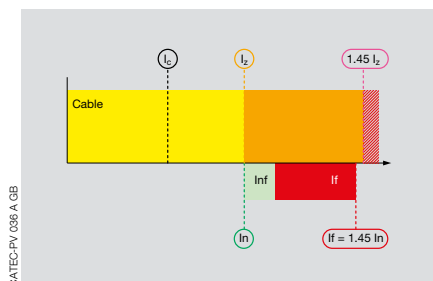 Ic
Iz
1.45 Iz
Cable
Inf
If
In
If = 1.45 In
CATEC-PV 036 A GB